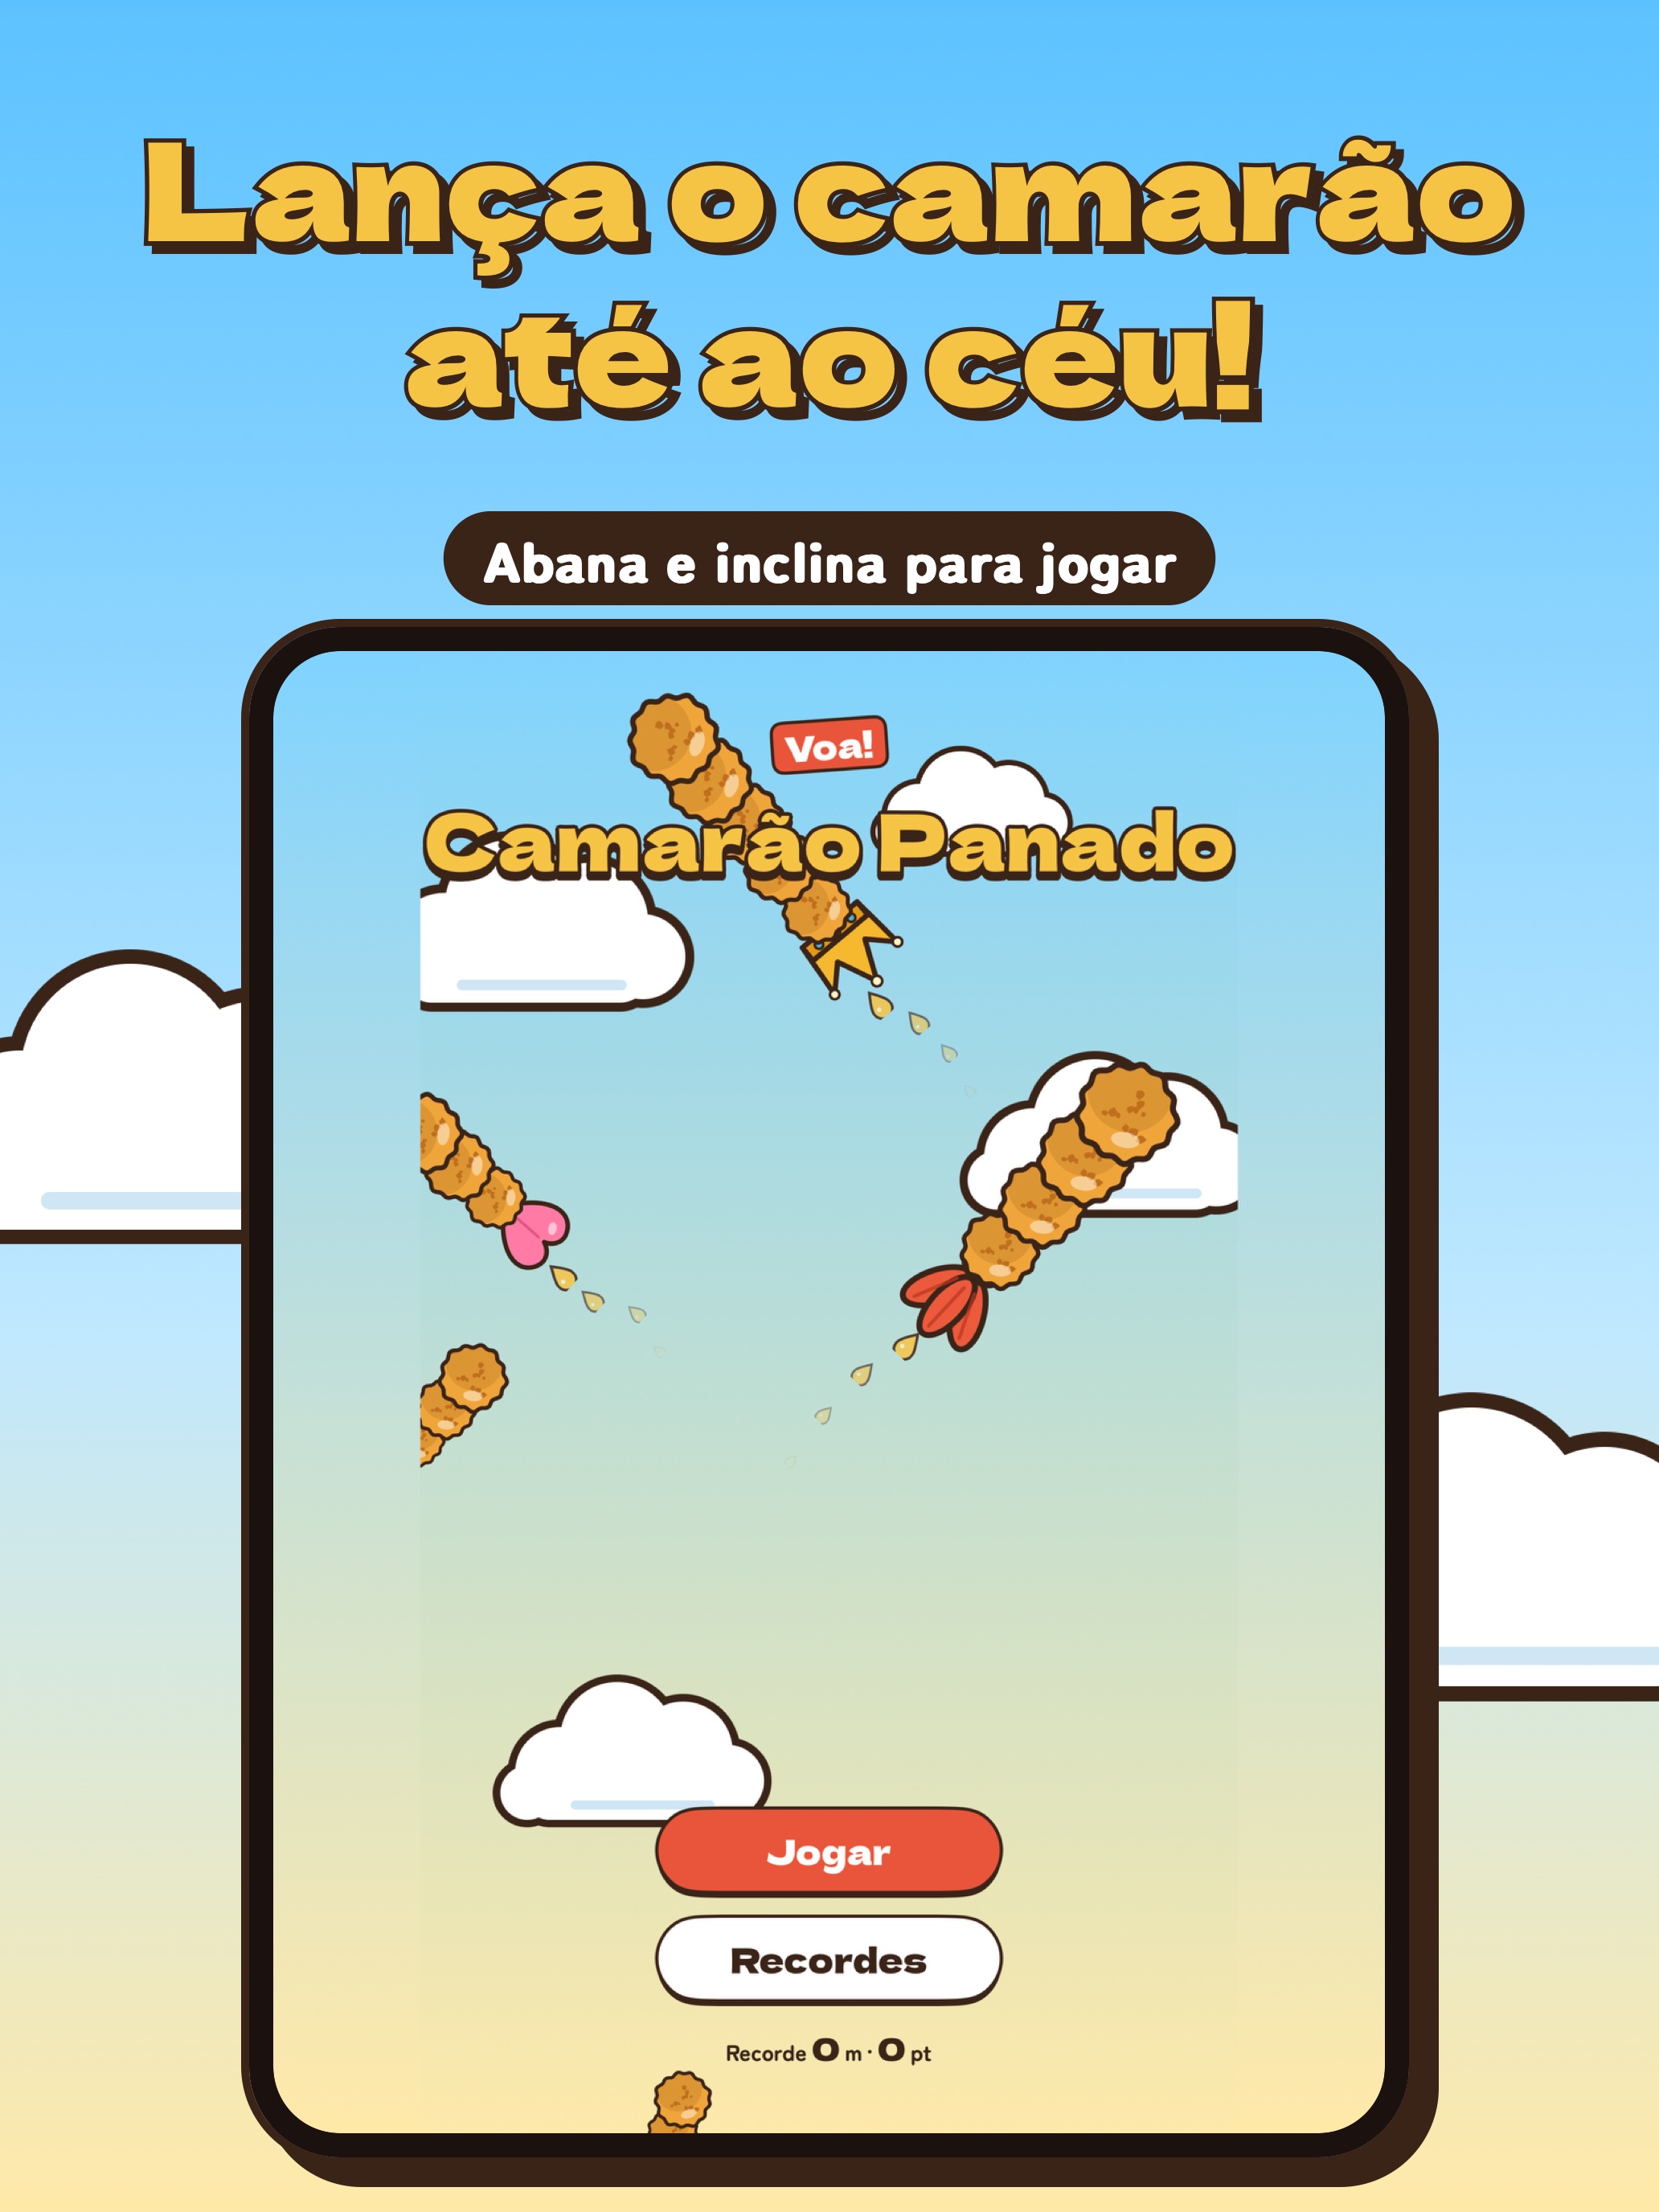 Lança o camarão
até ao céu!
Abana e inclina para jogar
Voa!
Camarão Panado
Jogar
Recordes
Recorde 0 m · 0 pt